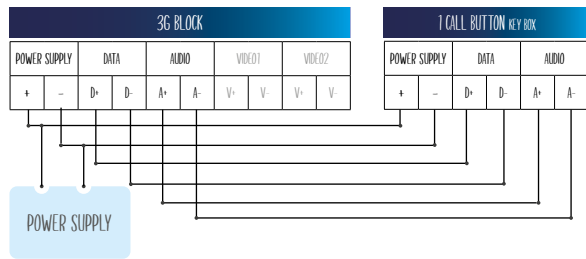 3G BLOCK
POWER SUPPLY DATA AUDIO VIDEO1 VIDEO2
+ - D+ D- A+ A- V+ V- V+ V-
1 CALL BUTTON KEY BOX
POWER SUPPLY DATA AUDIO
+ - D+ D- A+ A-
POWER SUPPLY